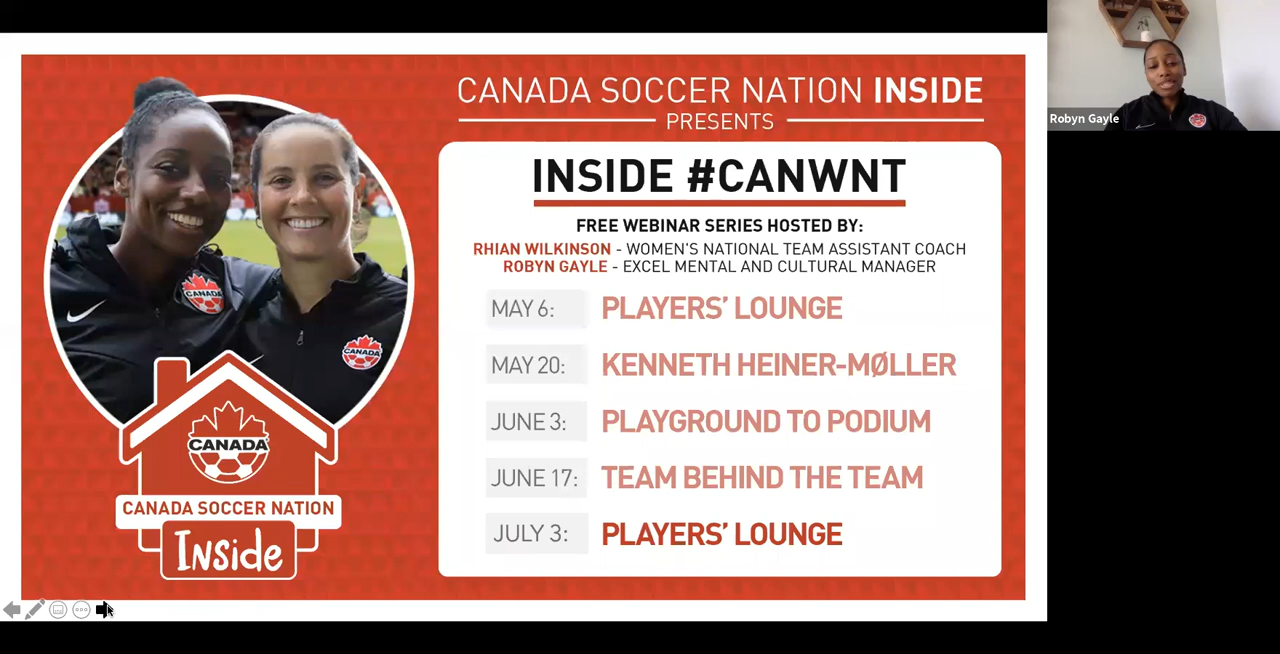 CANADA SOCCER NATION INSIDE
PRESENTS
INSIDE #CANWNT
FREE WEBINAR SERIES HOSTED BY:
RHIAN WILKINSON - WOMEN'S NATIONAL TEAM ASSISTANT COACH
ROBYN GAYLE - EXCEL MENTAL AND CULTURAL MANAGER
MAY 6: PLAYERS' LOUNGE
MAY 20: KENNETH HEINER-MØLLER
JUNE 3: PLAYGROUND TO PODIUM
JUNE 17: TEAM BEHIND THE TEAM
JULY 3: PLAYERS' LOUNGE
CANADA
CANADA
CANADA
CANADA SOCCER NATION
Inside
Robyn Gayle